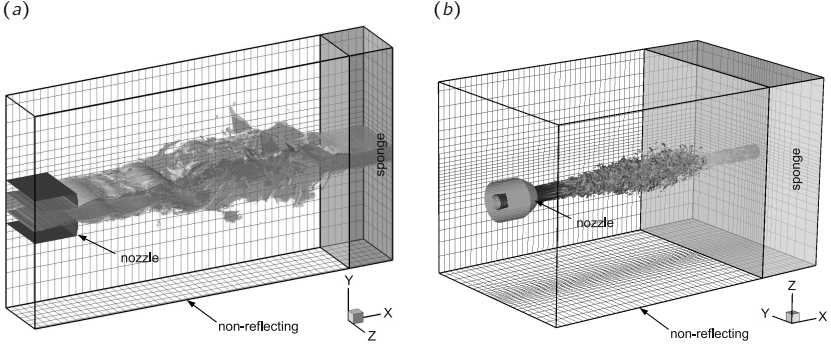 (a)
nozzle
non-reflecting
sponge
Y
X
Z
(b)
nozzle
non-reflecting
sponge
Z
Y
X